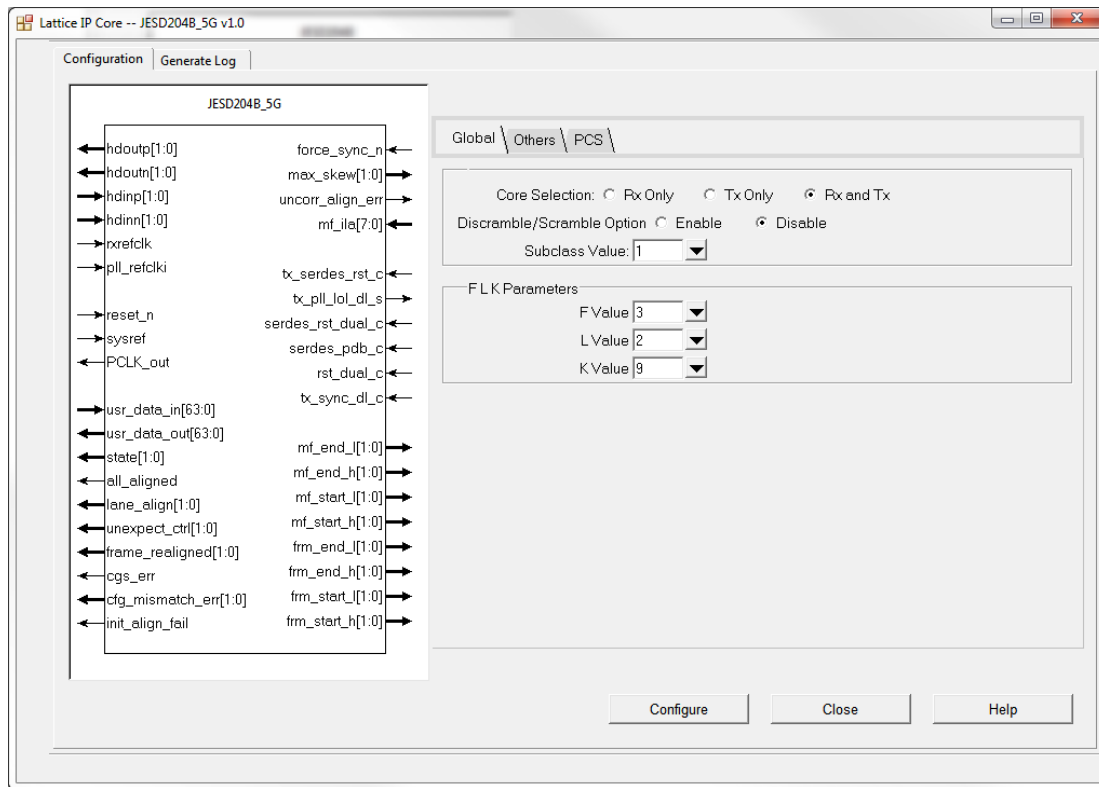 Lattice IP Core -- JESD204B_5G v1.0
Configuration Generate Log
JESD204B_5G
hdoutp[1:0]
hdoutn[1:0]
hdinp[1:0]
hdinn[1:0]
rxrefclk
pll_refclki
reset_n
sysref
PCLK_out
usr_data_in[63:0]
usr_data_out[63:0]
state[1:0]
all_aligned
lane_align[1:0]
unexpect_ctrl[1:0]
frame_realigned[1:0]
cgs_err
cfg_mismatch_err[1:0]
init_align_fail
force_sync_n
max_skew[1:0]
uncorr_align_err
mf_ila[7:0]
tx_serdes_rst_c
tx_pll_lol_dl_s
serdes_rst_dual_c
serdes_pdb_c
rst_dual_c
tx_sync_dl_c
mf_end_l[1:0]
mf_end_h[1:0]
mf_start_l[1:0]
mf_start_h[1:0]
frm_end_l[1:0]
frm_end_h[1:0]
frm_start_l[1:0]
frm_start_h[1:0]
Global Others PCS
Core Selection: Rx Only Tx Only Rx and Tx
Discramble/Scramble Option Enable Disable
Subclass Value: 1
F L K Parameters
F Value 3
L Value 2
K Value 9
Configure Close Help